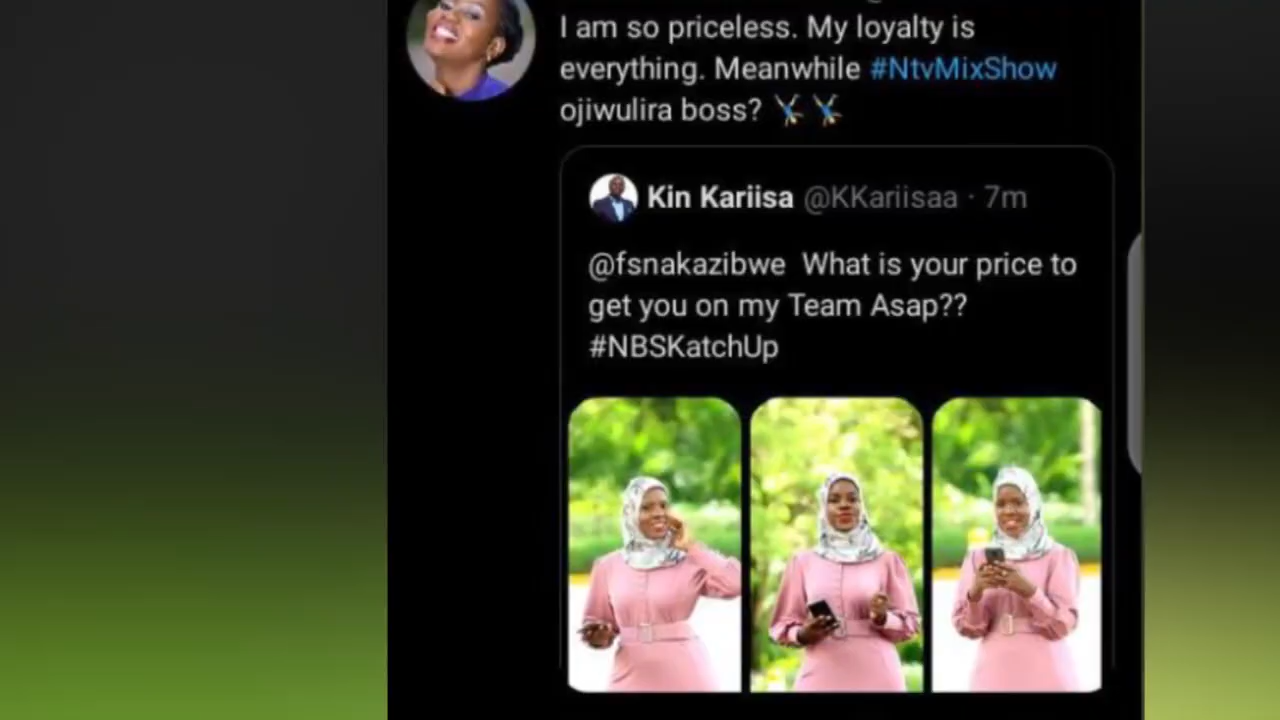 I am so priceless. My loyalty is
everything. Meanwhile #NtvMixShow
ojiwulira boss?
Kin Kariisa @KKariisaa · 7m
@fsnakazibwe What is your price to
get you on my Team Asap??
#NBSKatchUp